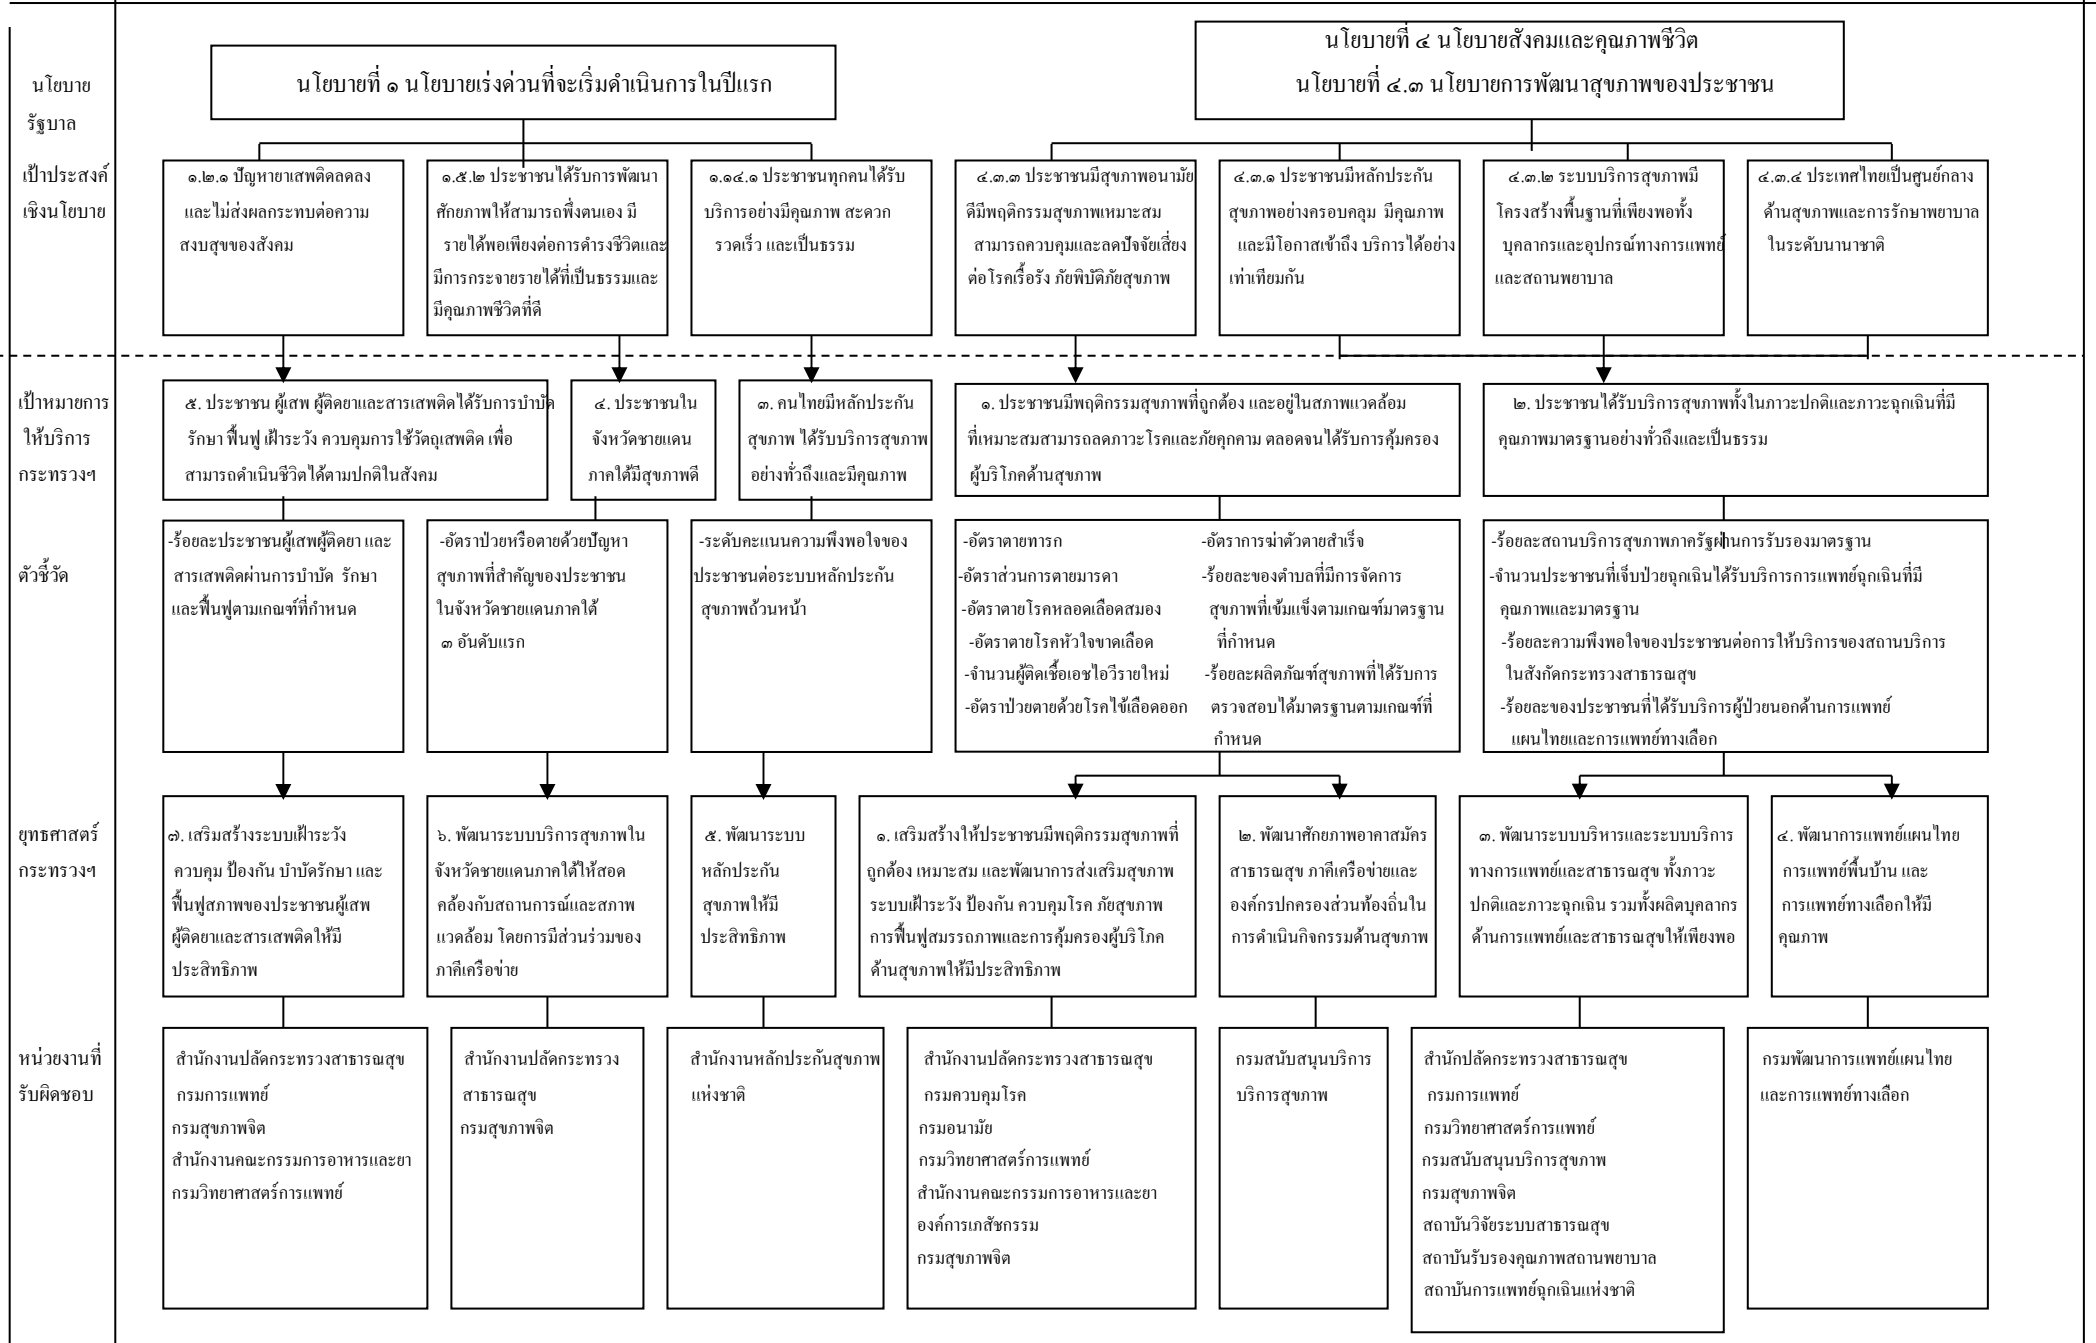 นโยบาย
รัฐบาล
นโยบายที่ ๑ นโยบายเร่งด่วนที่จะเริ่มดำเนินการในปีแรก
นโยบายที่ ๔ นโยบายสังคมและคุณภาพชีวิต
นโยบายที่ ๔.๓ นโยบายการพัฒนาสุขภาพของประชาชน
เป้าประสงค์
เชิงนโยบาย
๑.๒.๑ ปัญหายาเสพติดลดลง
และไม่ส่งผลกระทบต่อความ
สงบสุขของสังคม
๑.๕.๒ ประชาชนได้รับการพัฒนา
ศักยภาพให้สามารถพึ่งตนเอง มี
รายได้พอเพียงต่อการดำรงชีวิตและ
มีการกระจายรายได้ที่เป็นธรรมและ
มีคุณภาพชีวิตที่ดี
๑.๑๔.๑ ประชาชนทุกคนได้รับ
บริการอย่างมีคุณภาพ สะดวก
รวดเร็ว และเป็นธรรม
๔.๓.๓ ประชาชนมีสุขภาพอนามัย
ดีมีพฤติกรรมสุขภาพเหมาะสม
สามารถควบคุมและลดปัจจัยเสี่ยง
ต่อโรคเรื้อรัง ภัยพิบัติภัยสุขภาพ
๔.๓.๑ ประชาชนมีหลักประกัน
สุขภาพอย่างครอบคลุม มีคุณภาพ
และมีโอกาสเข้าถึง บริการได้อย่าง
เท่าเทียมกัน
๔.๓.๒ ระบบบริการสุขภาพมี
โครงสร้างพื้นฐานที่เพียงพอทั้ง
บุคลากรและอุปกรณ์ทางการแพทย์
และสถานพยาบาล
๔.๓.๔ ประเทศไทยเป็นศูนย์กลาง
ด้านสุขภาพและการรักษาพยาบาล
ในระดับนานาชาติ
เป้าหมายการ
ให้บริการ
กระทรวงฯ
๕. ประชาชน ผู้เสพ ผู้ติดยาและสารเสพติดได้รับการบำบัด
รักษา ฟื้นฟู เฝ้าระวัง ควบคุมการใช้วัตถุเสพติด เพื่อ
สามารถดำเนินชีวิตได้ตามปกติในสังคม
๔. ประชาชนใน
จังหวัดชายแดน
ภาคใต้มีสุขภาพดี
๓. คนไทยมีหลักประกัน
สุขภาพ ได้รับบริการสุขภาพ
อย่างทั่วถึงและมีคุณภาพ
๑. ประชาชนมีพฤติกรรมสุขภาพที่ถูกต้อง และอยู่ในสภาพแวดล้อม
ที่เหมาะสมสามารถลดภาวะโรคและภัยคุกคาม ตลอดจนได้รับการคุ้มครอง
ผู้บริโภคด้านสุขภาพ
๒. ประชาชนได้รับบริการสุขภาพทั้งในภาวะปกติและภาวะฉุกเฉินที่มี
คุณภาพมาตรฐานอย่างทั่วถึงและเป็นธรรม
ตัวชี้วัด
-ร้อยละประชาชนผู้เสพผู้ติดยา และ
สารเสพติดผ่านการบำบัด รักษา
และฟื้นฟูตามเกณฑ์ที่กำหนด
-อัตราป่วยหรือตายด้วยปัญหา
สุขภาพที่สำคัญของประชาชน
ในจังหวัดชายแดนภาคใต้
๓ อันดับแรก
-ระดับคะแนนความพึงพอใจของ
ประชาชนต่อระบบหลักประกัน
สุขภาพถ้วนหน้า
-อัตราตายทารก
-อัตราส่วนการตายมารดา
-อัตราตายโรคหลอดเลือดสมอง
-อัตราตายโรคหัวใจขาดเลือด
-จำนวนผู้ติดเชื้อเอชไอวีรายใหม่
-อัตราป่วยตายด้วยโรคไข้เลือดออก
-อัตราการฆ่าตัวตายสำเร็จ
-ร้อยละของตำบลที่มีการจัดการ
สุขภาพที่เข้มแข็งตามเกณฑ์มาตรฐาน
ที่กำหนด
-ร้อยละผลิตภัณฑ์สุขภาพที่ได้รับการ
ตรวจสอบได้มาตรฐานตามเกณฑ์ที่
กำหนด
-ร้อยละสถานบริการสุขภาพภาครัฐผ่านการรับรองมาตรฐาน
-จำนวนประชาชนที่เจ็บป่วยฉุกเฉินได้รับบริการการแพทย์ฉุกเฉินที่มี
คุณภาพและมาตรฐาน
-ร้อยละความพึงพอใจของประชาชนต่อการให้บริการของสถานบริการ
ในสังกัดกระทรวงสาธารณสุข
-ร้อยละของประชาชนที่ได้รับบริการผู้ป่วยนอกด้านการแพทย์
แผนไทยและการแพทย์ทางเลือก
ยุทธศาสตร์
กระทรวงฯ
๗. เสริมสร้างระบบเฝ้าระวัง
ควบคุม ป้องกัน บำบัดรักษา และ
ฟื้นฟูสภาพของประชาชนผู้เสพ
ผู้ติดยาและสารเสพติดให้มี
ประสิทธิภาพ
๖. พัฒนาระบบบริการสุขภาพใน
จังหวัดชายแดนภาคใต้ให้สอด
คล้องกับสถานการณ์และสภาพ
แวดล้อม โดยการมีส่วนร่วมของ
ภาคีเครือข่าย
๕. พัฒนาระบบ
หลักประกัน
สุขภาพให้มี
ประสิทธิภาพ
๑. เสริมสร้างให้ประชาชนมีพฤติกรรมสุขภาพที่
ถูกต้อง เหมาะสม และพัฒนาการส่งเสริมสุขภาพ
ระบบเฝ้าระวัง ป้องกัน ควบคุมโรค ภัยสุขภาพ
การฟื้นฟูสมรรถภาพและการคุ้มครองผู้บริโภค
ด้านสุขภาพให้มีประสิทธิภาพ
๒. พัฒนาศักยภาพอาสาสมัคร
สาธารณสุข ภาคีเครือข่ายและ
องค์กรปกครองส่วนท้องถิ่นใน
การดำเนินกิจกรรมด้านสุขภาพ
๓. พัฒนาระบบบริหารและระบบบริการ
ทางการแพทย์และสาธารณสุข ทั้งภาวะ
ปกติและภาวะฉุกเฉิน รวมทั้งผลิตบุคลากร
ด้านการแพทย์และสาธารณสุขให้เพียงพอ
๔. พัฒนาการแพทย์แผนไทย
การแพทย์พื้นบ้าน และ
การแพทย์ทางเลือกให้มี
คุณภาพ
หน่วยงานที่
รับผิดชอบ
สำนักงานปลัดกระทรวงสาธารณสุข
กรมการแพทย์
กรมสุขภาพจิต
สำนักงานคณะกรรมการอาหารและยา
กรมวิทยาศาสตร์การแพทย์
สำนักงานปลัดกระทรวง
สาธารณสุข
กรมสุขภาพจิต
สำนักงานหลักประกันสุขภาพ
แห่งชาติ
สำนักงานปลัดกระทรวงสาธารณสุข
กรมควบคุมโรค
กรมอนามัย
กรมวิทยาศาสตร์การแพทย์
สำนักงานคณะกรรมการอาหารและยา
องค์การเภสัชกรรม
กรมสุขภาพจิต
กรมสนับสนุนบริการ
บริการสุขภาพ
สำนักปลัดกระทรวงสาธารณสุข
กรมการแพทย์
กรมวิทยาศาสตร์การแพทย์
กรมสนับสนุนบริการสุขภาพ
กรมสุขภาพจิต
สถาบันวิจัยระบบสาธารณสุข
สถาบันรับรองคุณภาพสถานพยาบาล
สถาบันการแพทย์ฉุกเฉินแห่งชาติ
กรมพัฒนาการแพทย์แผนไทย
และการแพทย์ทางเลือก